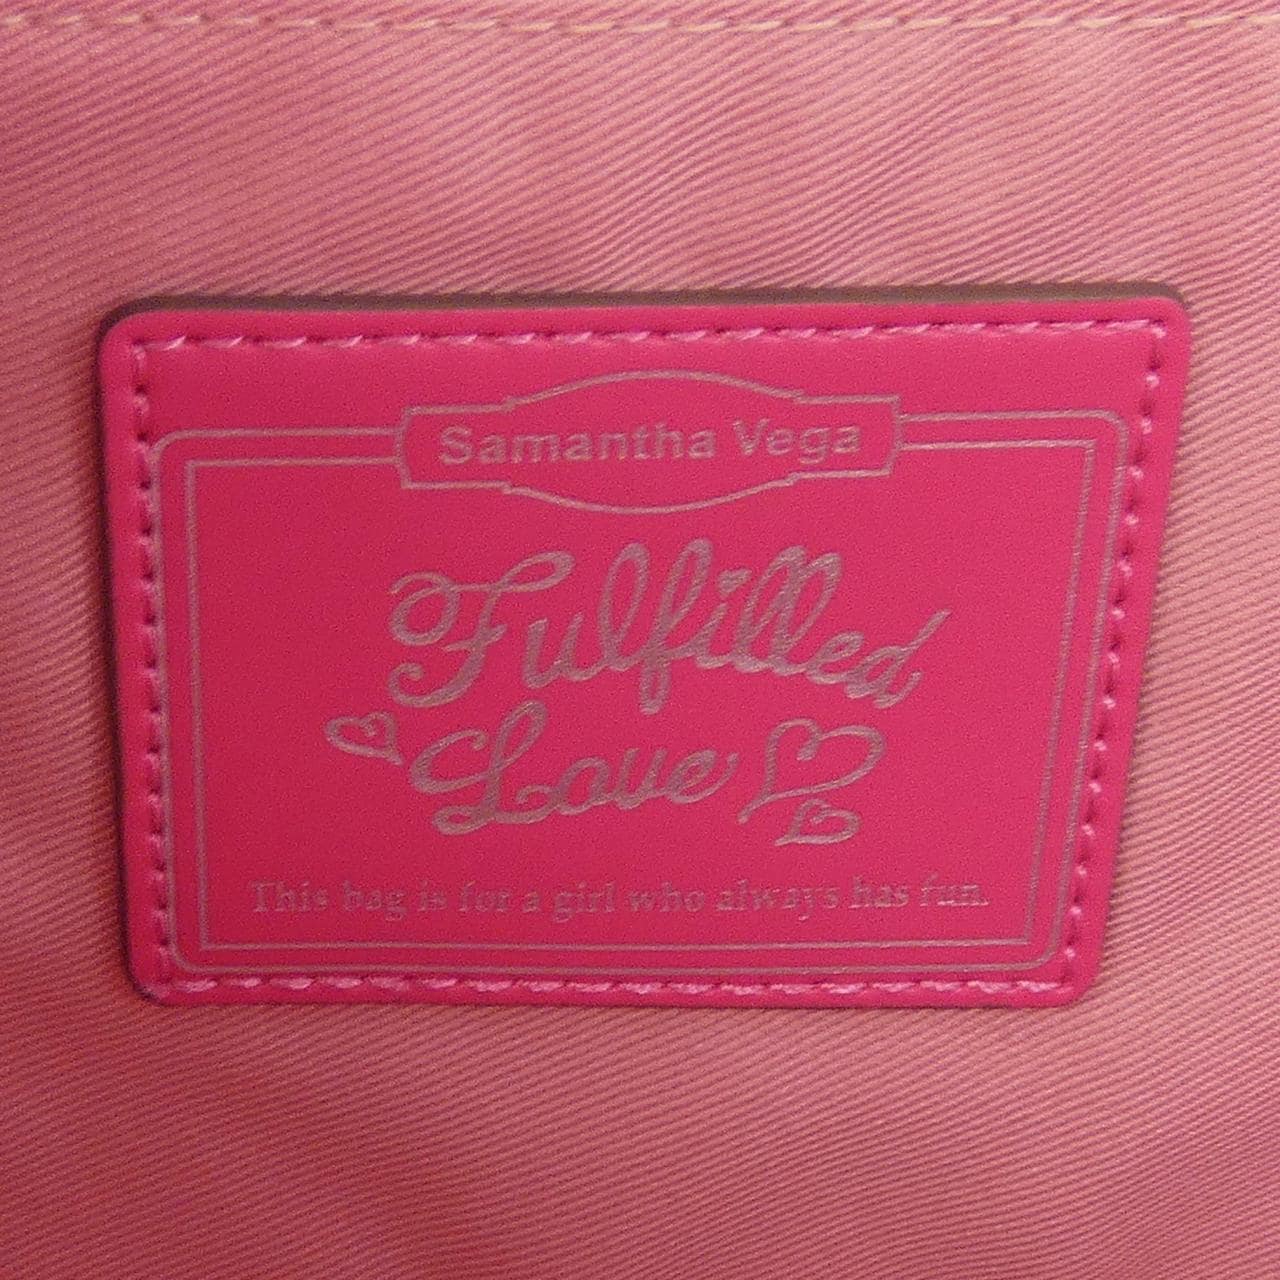 Samantha Vega
Fulfilled
Love
This bag is for a girl who always has fun.